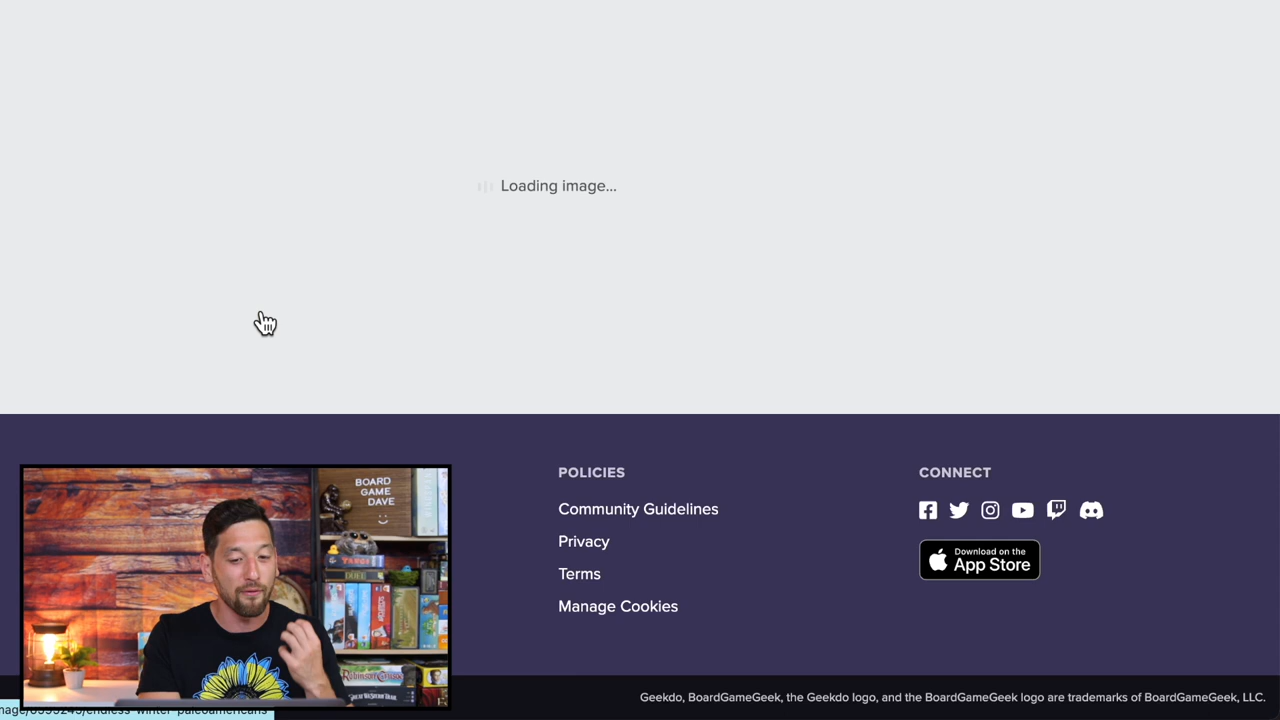 Loading image...
POLICIES
Community Guidelines
Privacy
Terms
Manage Cookies
CONNECT
Download on the
App Store
BOARD
GAME
DAVE
Geekdo, BoardGameGeek, the Geekdo logo, and the BoardGameGeek logo are trademarks of BoardGameGeek, LLC.